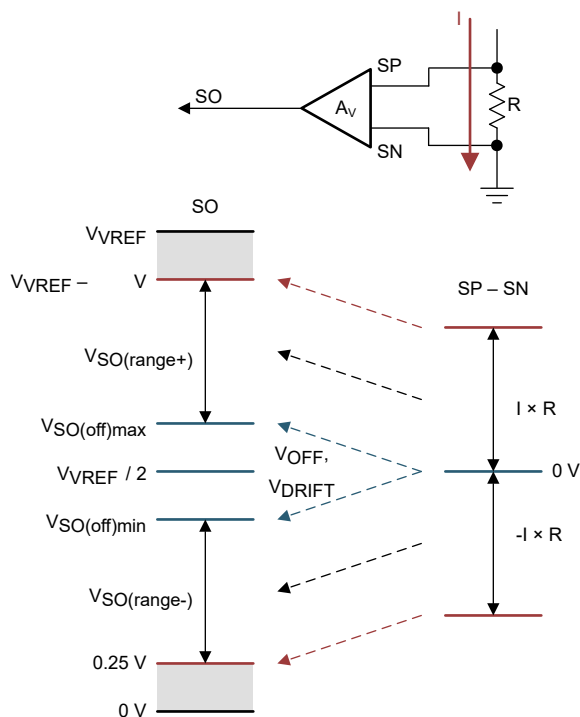 I
SP
SO
AV
R
SN
SO
VVREF
VVREF – V
SP – SN
VSO(range+)
I × R
VSO(off)max
VOFF,
VVREF / 2
0 V
VDRIFT
VSO(off)min
-I × R
VSO(range-)
0.25 V
0 V